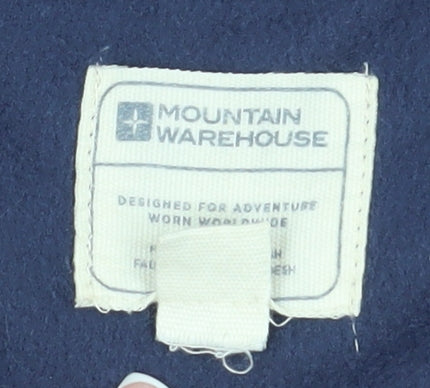 MOUNTAIN
WAREHOUSE
DESIGNED FOR ADVENTURE
WORN WORLDWIDE